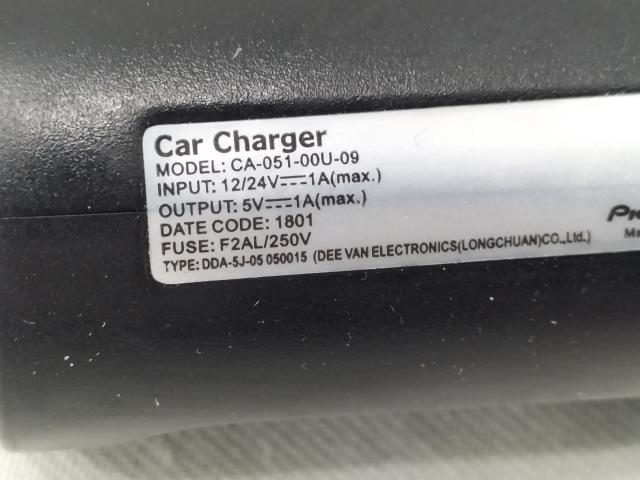 Car Charger
MODEL: CA-051-00U-09
INPUT: 12/24V⎓1A(max.)
OUTPUT: 5V⎓1A(max.)
DATE CODE: 1801
FUSE: F2AL/250V
TYPE: DDA-5J-05 050015 (DEE VAN ELECTRONICS(LONGCHUAN)CO.,Ltd.)